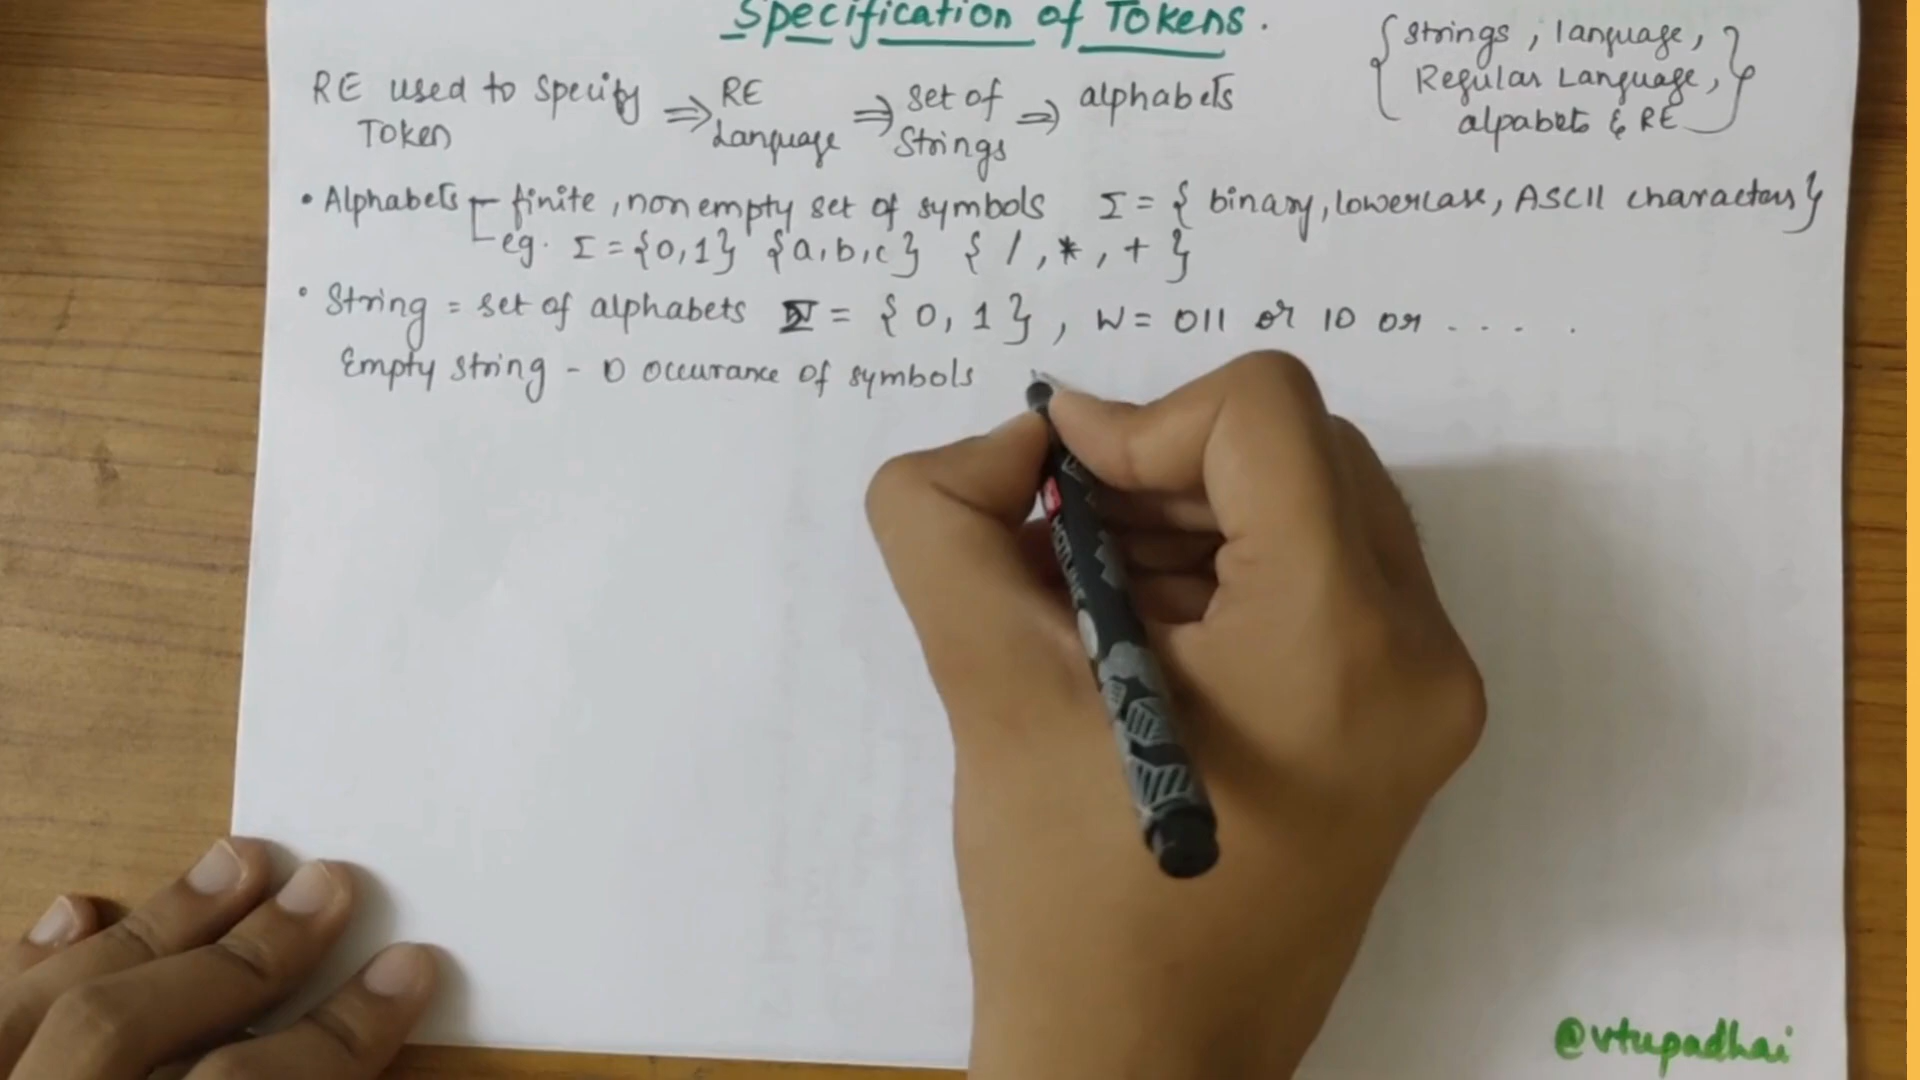 Specification of Tokens.
{ strings, language,
Regular Language,
alpabets & RE }
RE used to specify Token ⇒ RE Language ⇒ set of Strings ⇒ alphabets
• Alphabets - finite, nonempty set of symbols Σ = { binary, lowercase, ASCII characters }
eg. Σ = {0,1} {a,b,c} { /, *, + }
• String = set of alphabets Σ = { 0, 1 }, W = 011 or 10 or . . . . .
Empty string - 0 occurance of symbols
HOTLINE
@vtupadhai